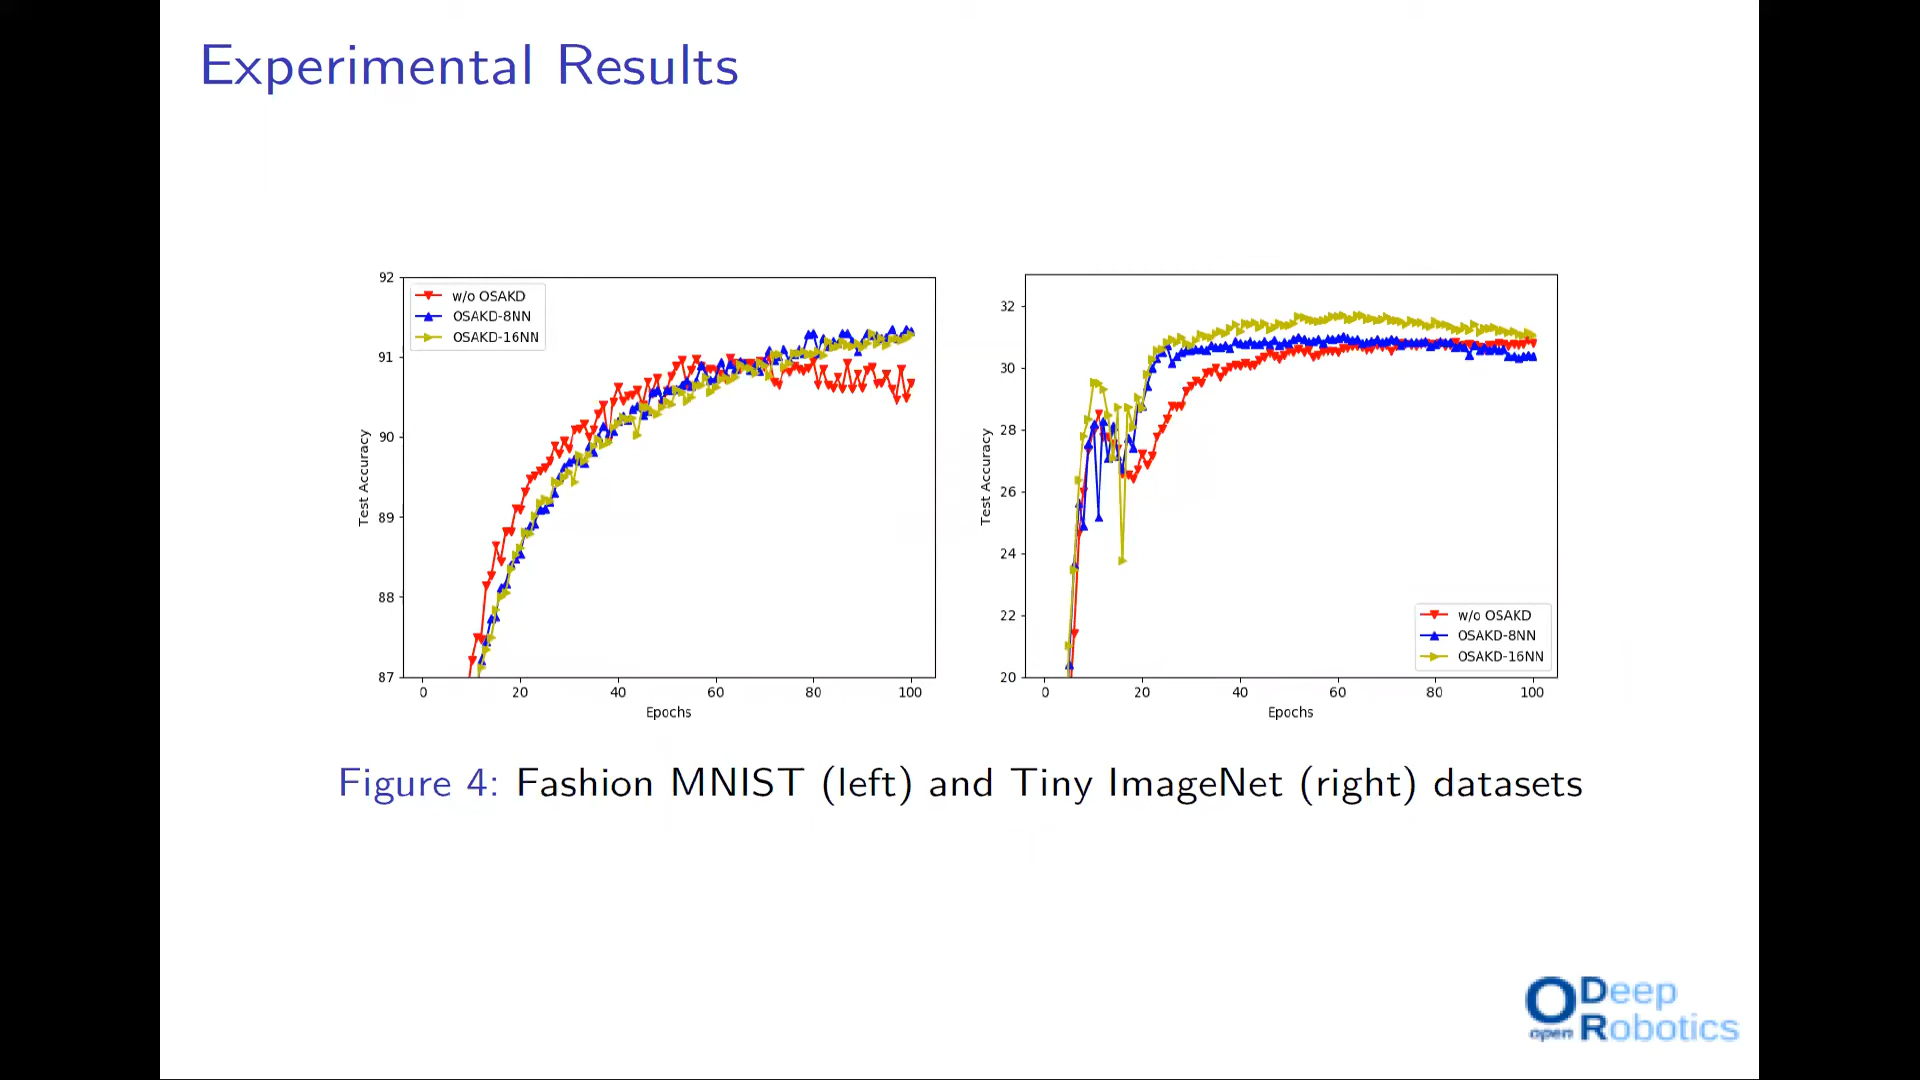 Experimental Results
92
91
90
89
88
87
Test Accuracy
w/o OSAKD
OSAKD-8NN
OSAKD-16NN
0 20 40 60 80 100
Epochs
32
30
28
26
24
22
20
Test Accuracy
w/o OSAKD
OSAKD-8NN
OSAKD-16NN
0 20 40 60 80 100
Epochs
Figure 4: Fashion MNIST (left) and Tiny ImageNet (right) datasets
open Deep
Robotics